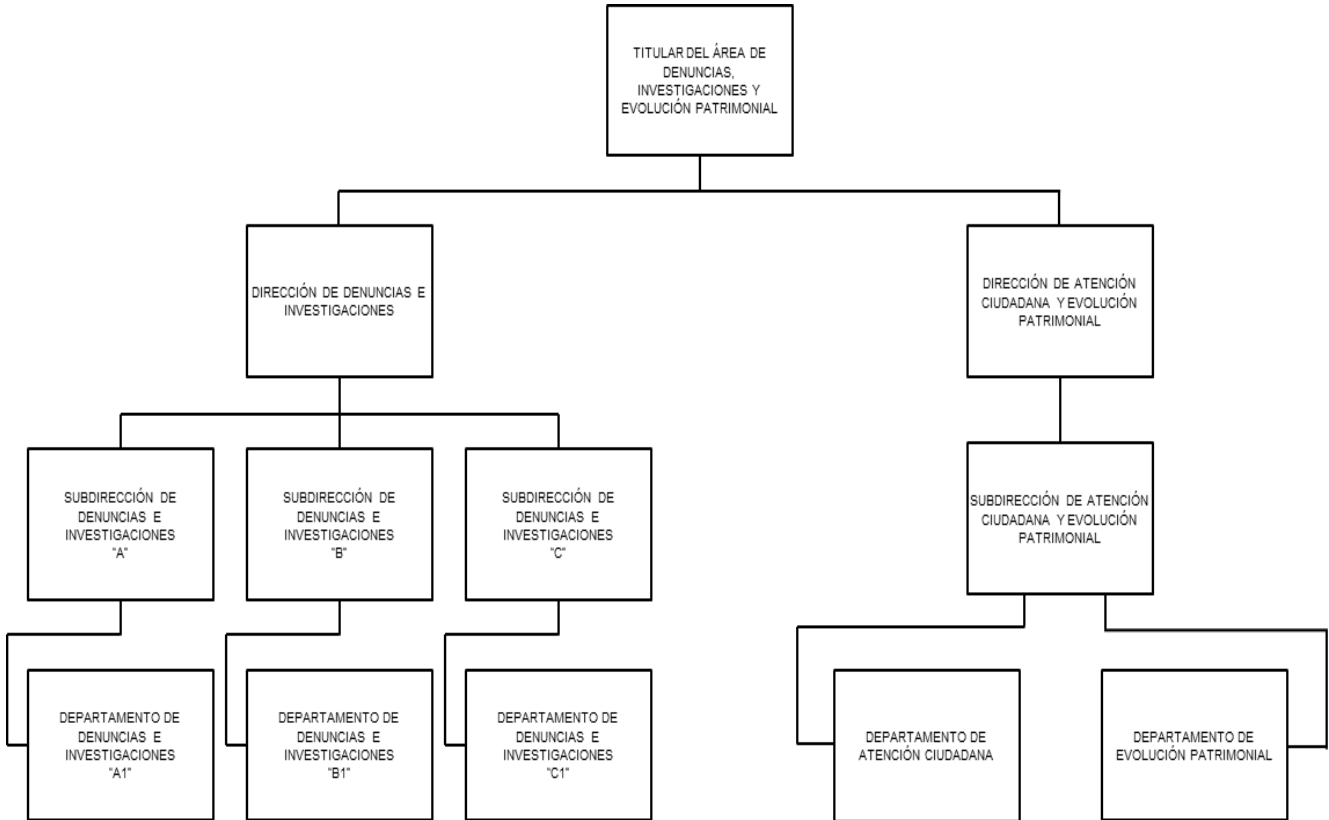 TITULAR DEL ÁREA DE
DENUNCIAS,
INVESTIGACIONES Y
EVOLUCIÓN PATRIMONIAL
DIRECCIÓN DE DENUNCIAS E
INVESTIGACIONES
DIRECCIÓN DE ATENCIÓN
CIUDADANA Y EVOLUCIÓN
PATRIMONIAL
SUBDIRECCIÓN DE
DENUNCIAS E
INVESTIGACIONES
"A"
SUBDIRECCIÓN DE
DENUNCIAS E
INVESTIGACIONES
"B"
SUBDIRECCIÓN DE
DENUNCIAS E
INVESTIGACIONES
"C"
SUBDIRECCIÓN DE ATENCIÓN
CIUDADANA Y EVOLUCIÓN
PATRIMONIAL
DEPARTAMENTO DE
DENUNCIAS E
INVESTIGACIONES
"A1"
DEPARTAMENTO DE
DENUNCIAS E
INVESTIGACIONES
"B1"
DEPARTAMENTO DE
DENUNCIAS E
INVESTIGACIONES
"C1"
DEPARTAMENTO DE
ATENCIÓN CIUDADANA
DEPARTAMENTO DE
EVOLUCIÓN PATRIMONIAL